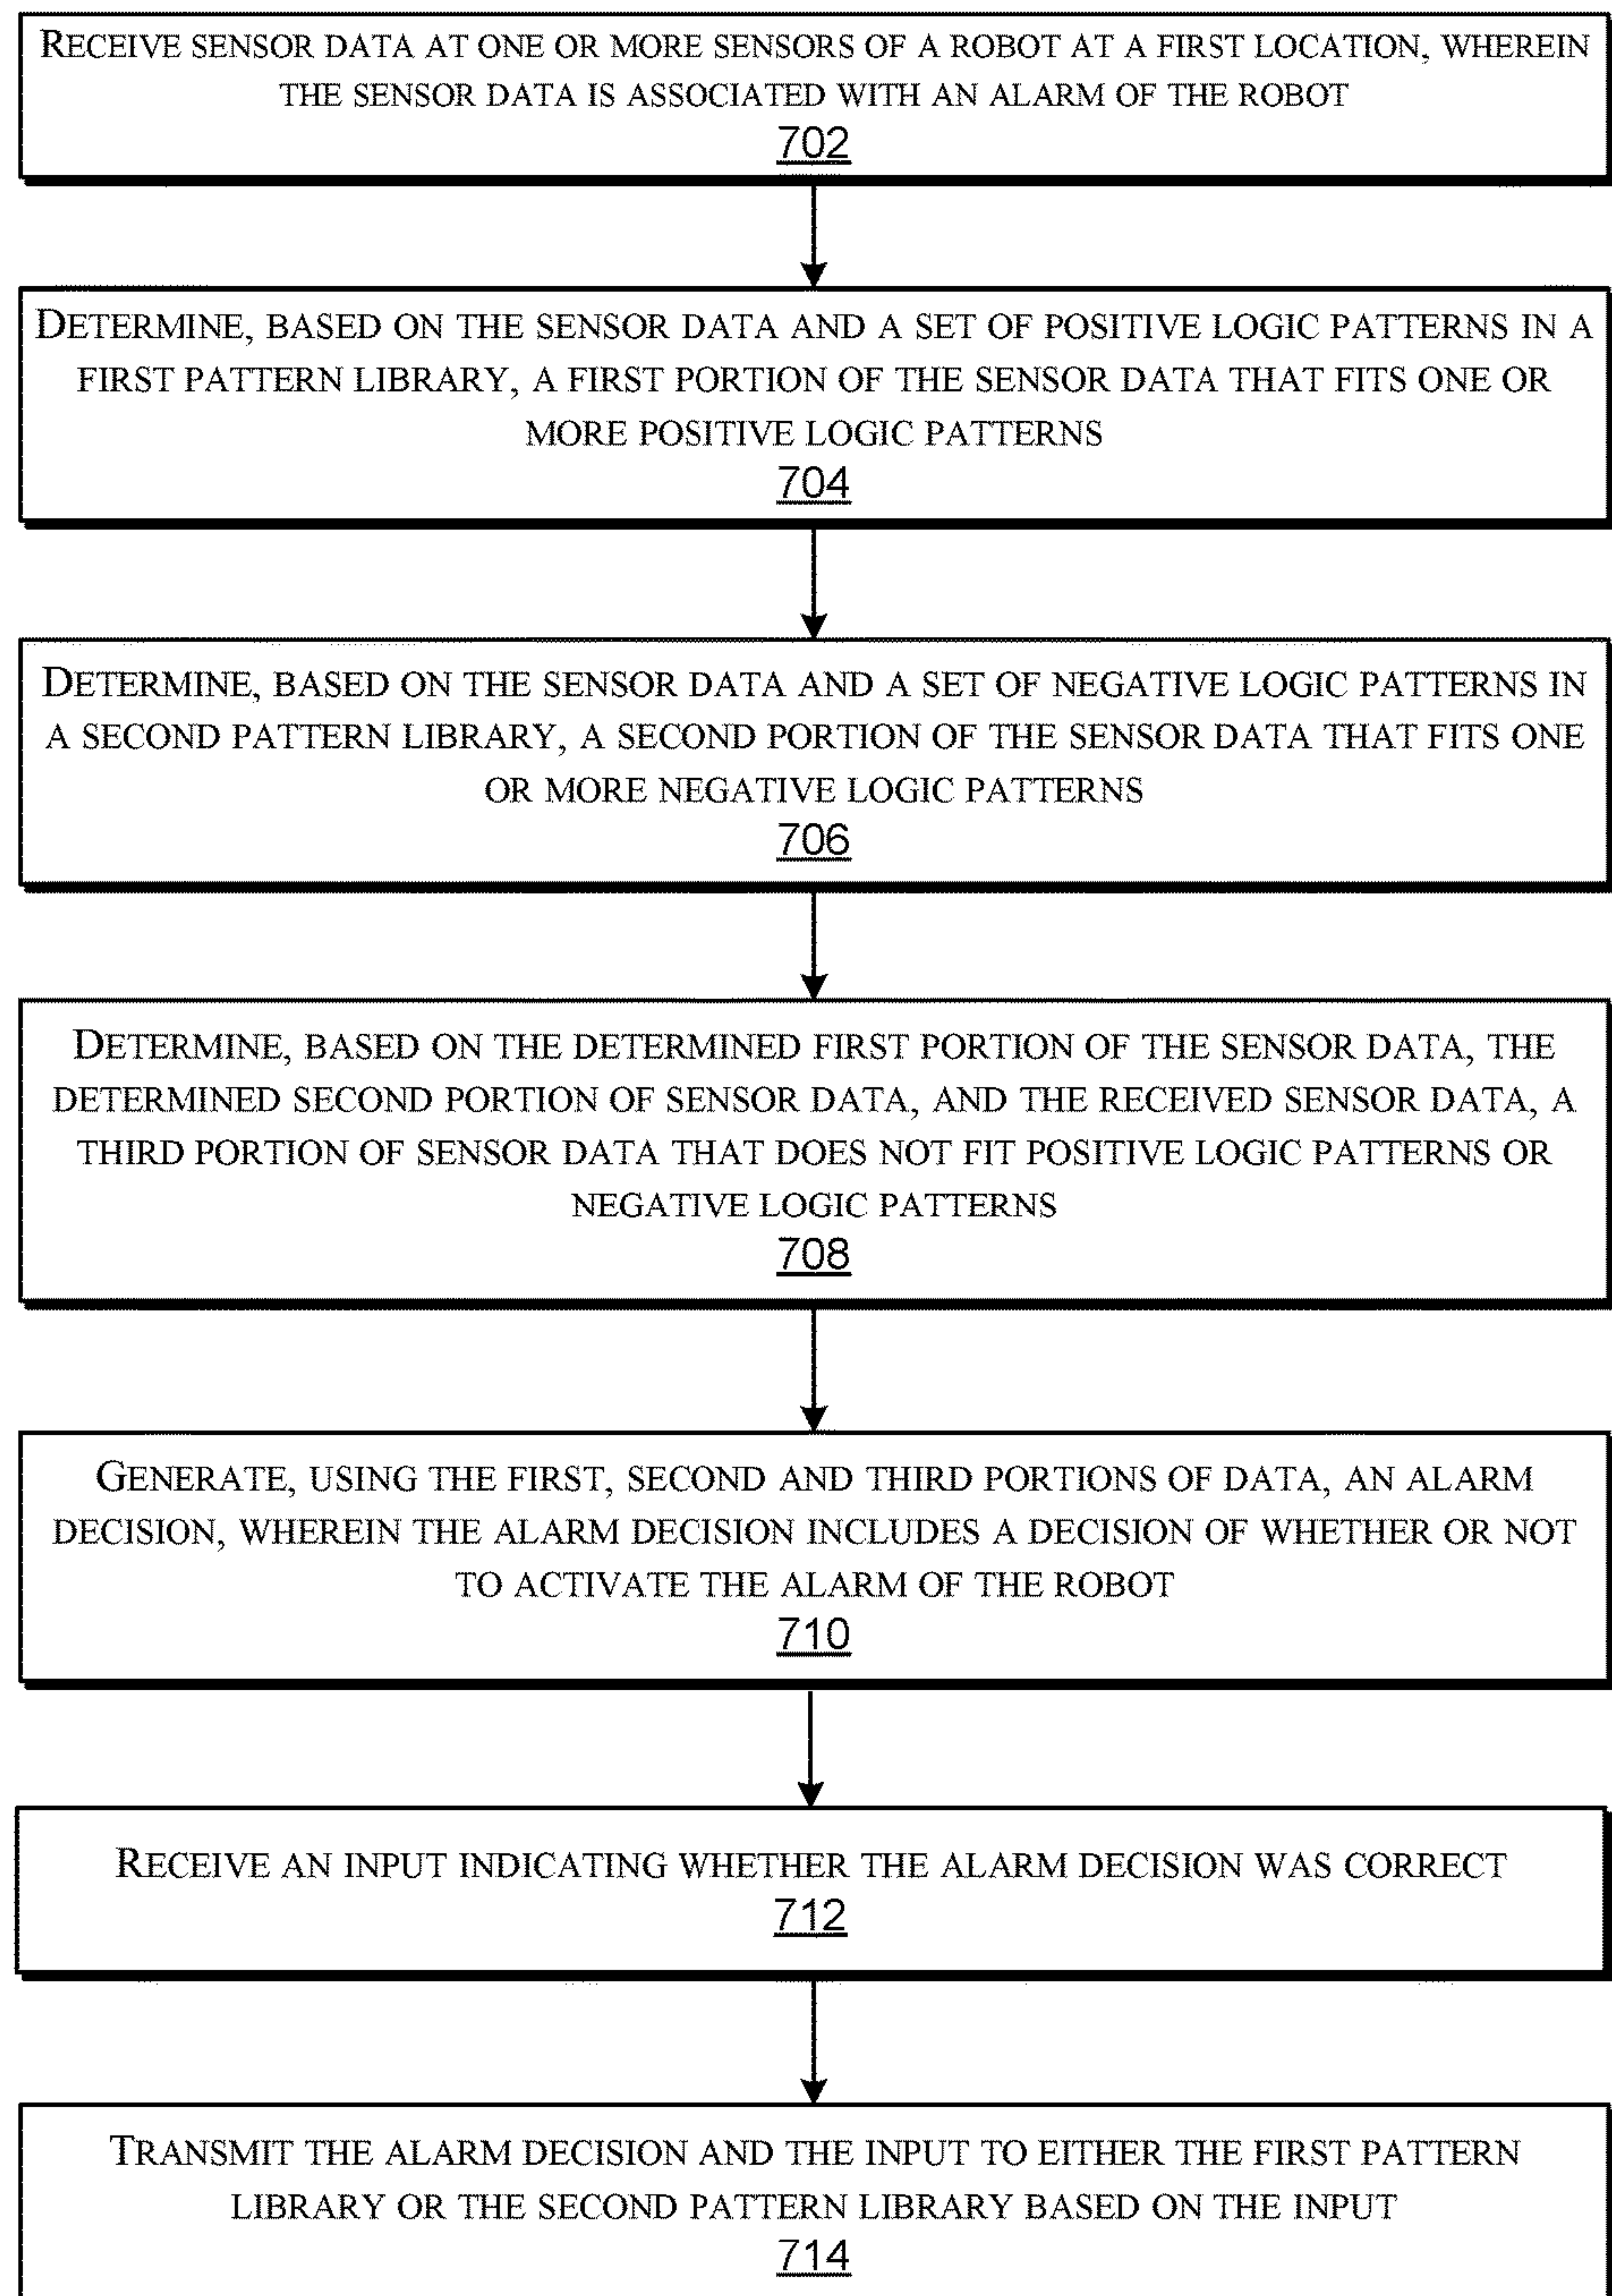 RECEIVE SENSOR DATA AT ONE OR MORE SENSORS OF A ROBOT AT A FIRST LOCATION, WHEREIN
THE SENSOR DATA IS ASSOCIATED WITH AN ALARM OF THE ROBOT
702
DETERMINE, BASED ON THE SENSOR DATA AND A SET OF POSITIVE LOGIC PATTERNS IN A
FIRST PATTERN LIBRARY, A FIRST PORTION OF THE SENSOR DATA THAT FITS ONE OR
MORE POSITIVE LOGIC PATTERNS
704
DETERMINE, BASED ON THE SENSOR DATA AND A SET OF NEGATIVE LOGIC PATTERNS IN
A SECOND PATTERN LIBRARY, A SECOND PORTION OF THE SENSOR DATA THAT FITS ONE
OR MORE NEGATIVE LOGIC PATTERNS
706
DETERMINE, BASED ON THE DETERMINED FIRST PORTION OF THE SENSOR DATA, THE
DETERMINED SECOND PORTION OF SENSOR DATA, AND THE RECEIVED SENSOR DATA, A
THIRD PORTION OF SENSOR DATA THAT DOES NOT FIT POSITIVE LOGIC PATTERNS OR
NEGATIVE LOGIC PATTERNS
708
GENERATE, USING THE FIRST, SECOND AND THIRD PORTIONS OF DATA, AN ALARM
DECISION, WHEREIN THE ALARM DECISION INCLUDES A DECISION OF WHETHER OR NOT
TO ACTIVATE THE ALARM OF THE ROBOT
710
RECEIVE AN INPUT INDICATING WHETHER THE ALARM DECISION WAS CORRECT
712
TRANSMIT THE ALARM DECISION AND THE INPUT TO EITHER THE FIRST PATTERN
LIBRARY OR THE SECOND PATTERN LIBRARY BASED ON THE INPUT
714